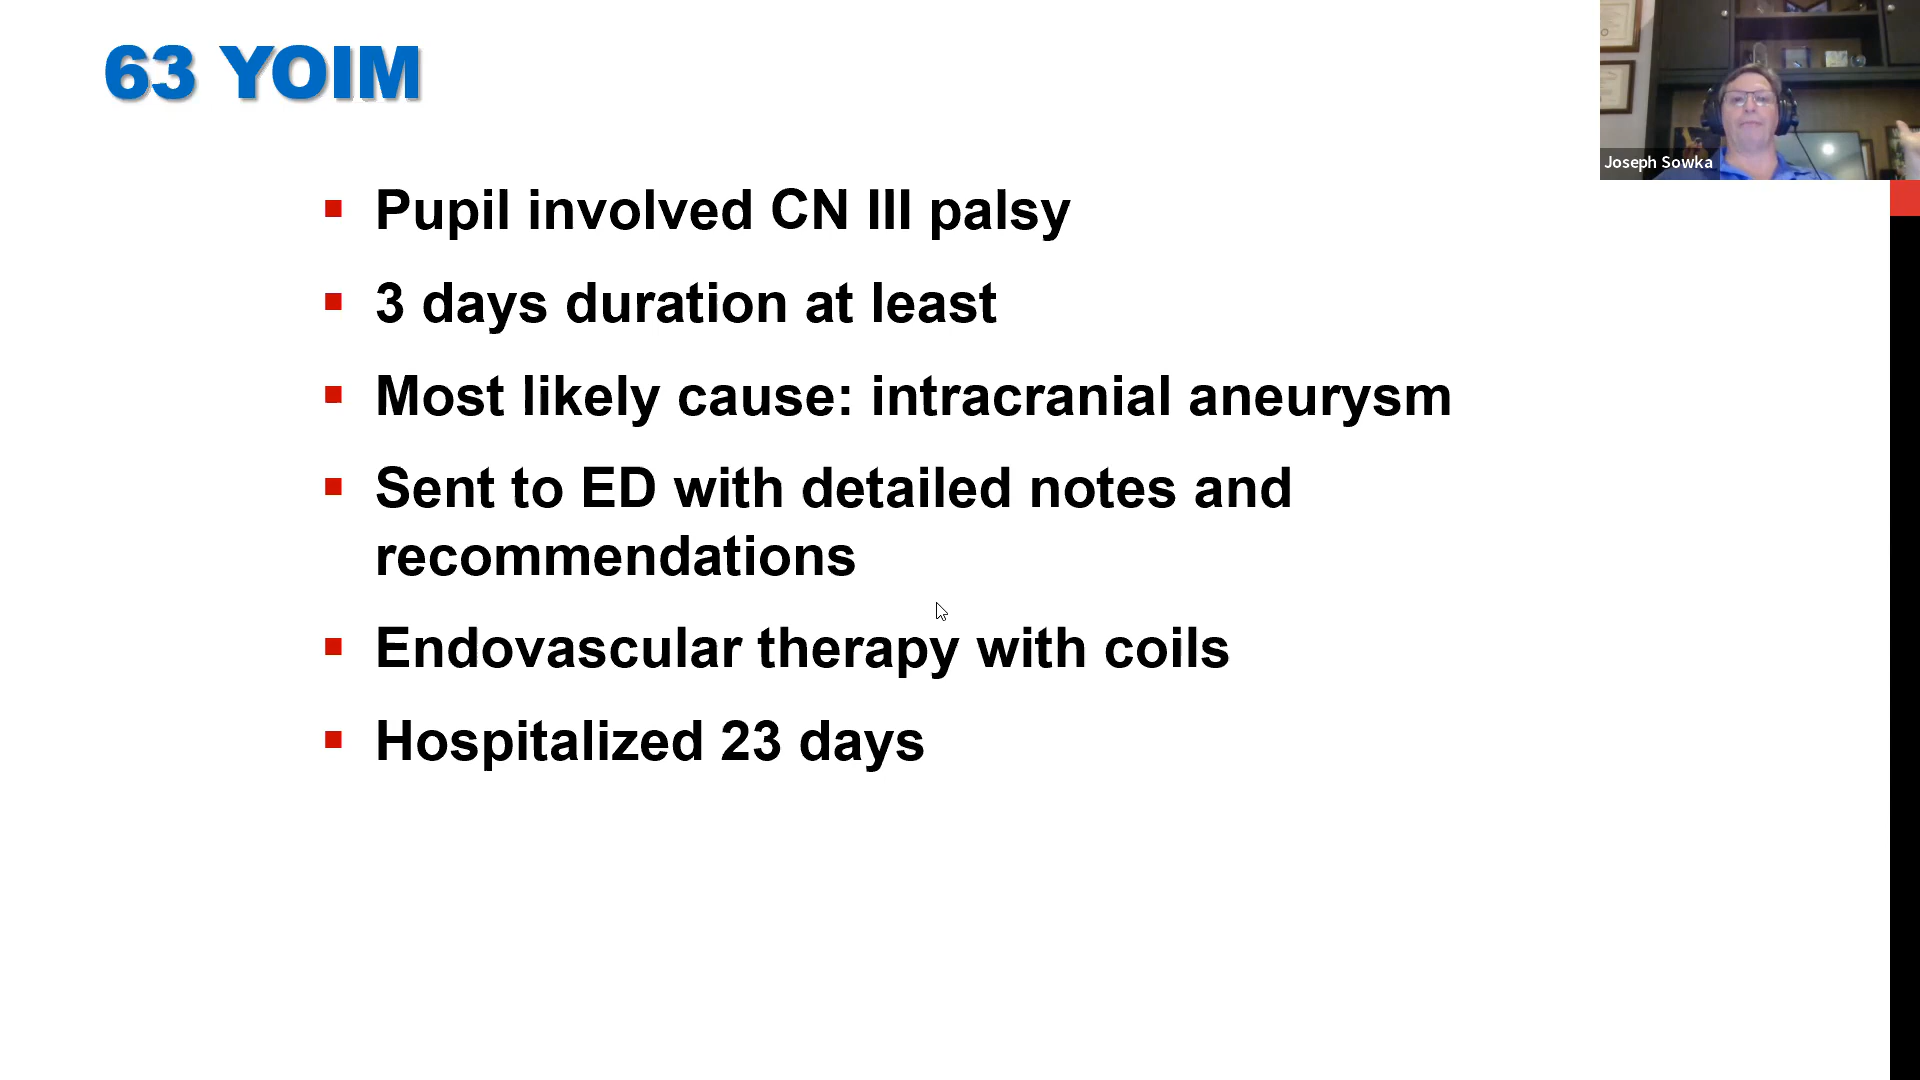 63 YOIM
Joseph Sowka
Pupil involved CN III palsy
3 days duration at least
Most likely cause: intracranial aneurysm
Sent to ED with detailed notes and
recommendations
Endovascular therapy with coils
Hospitalized 23 days